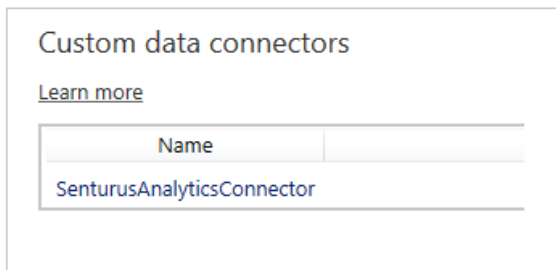 Custom data connectors
Learn more
Name
SenturusAnalyticsConnector